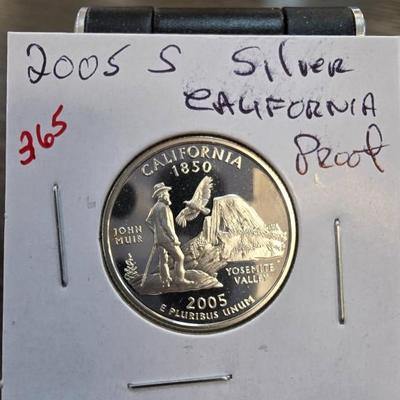 2005 S Silver
CALIFORNIA
365
Proof
CALIFORNIA
1850
JOHN
MUIR
YOSEMITE
VALLEY
2005
E PLURIBUS UNUM